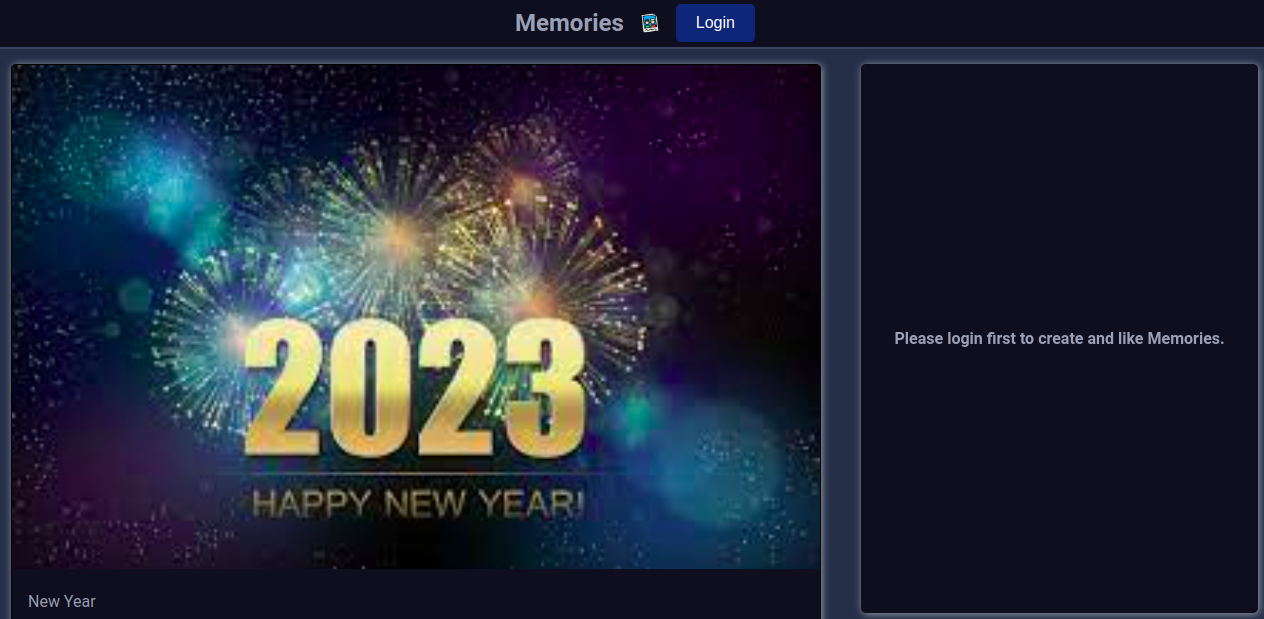 Memories
Login
2023
HAPPY NEW YEAR!
New Year
Please login first to create and like Memories.